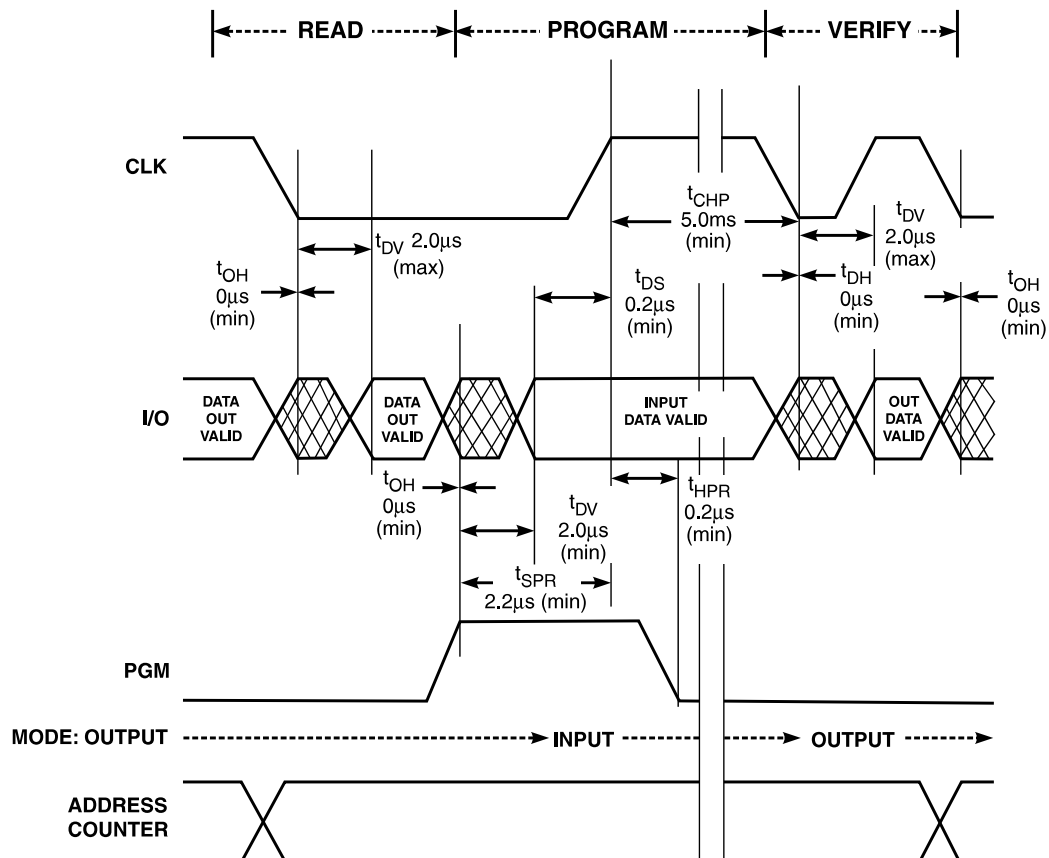 READ PROGRAM VERIFY
CLK
tCHP
5.0ms
(min)
tDV 2.0µs
(max)
tDV
2.0µs
(max)
tOH
0µs
(min)
tDS
0.2µs
(min)
tDH
0µs
(min)
tOH
0µs
(min)
I/O
DATA
OUT
VALID
DATA
OUT
VALID
INPUT
DATA VALID
OUT
DATA
VALID
tOH
0µs
(min)
tDV
2.0µs
(min)
tHPR
0.2µs
(min)
tSPR
2.2µs (min)
PGM
MODE: OUTPUT INPUT OUTPUT
ADDRESS
COUNTER